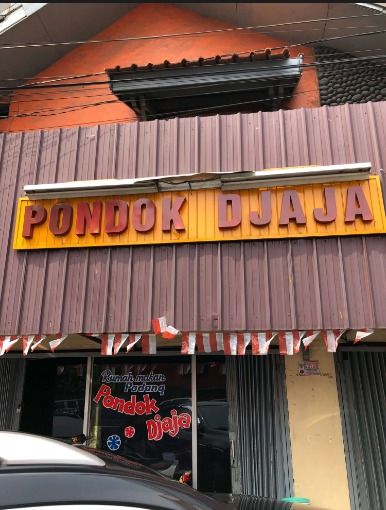 PONDOK DJAJA
Rumah makan
Padang
Pondok
Djaja